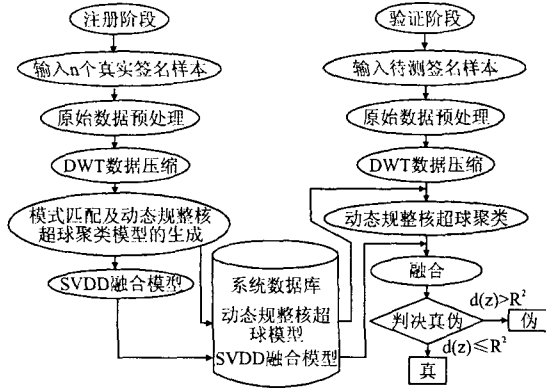 注册阶段
输入n个真实签名样本
原始数据预处理
DWT数据压缩
模式匹配及动态规整核
超球聚类模型的生成
SVDD融合模型
系统数据库
动态规整核超
球模型
SVDD融合模型
验证阶段
输入待测签名样本
原始数据预处理
DWT数据压缩
动态规整核超球聚类
融合
判决真伪
d(z)>R²
伪
d(z)≤R²
真